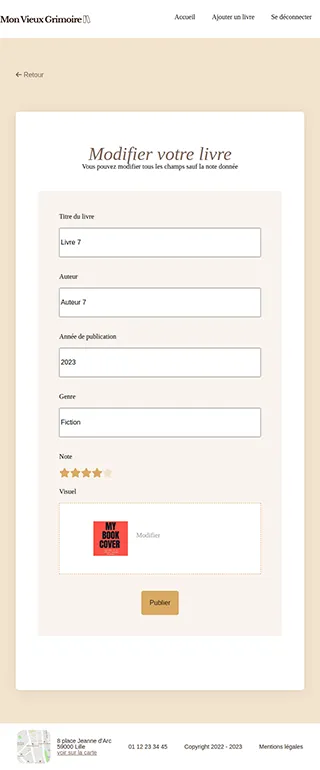 Mon Vieux Grimoire
Accueil
Ajouter un livre
Se déconnecter
Retour
Modifier votre livre
Vous pouvez modifier tous les champs sauf la note donnée
Titre du livre
Livre 7
Auteur
Auteur 7
Année de publication
2023
Genre
Fiction
Note
Visuel
MY
BOOK
COVER
Modifier
Publier
8 place Jeanne d'Arc
59000 Lille
voir sur la carte
01 12 23 34 45
Copyright 2022 - 2023
Mentions légales